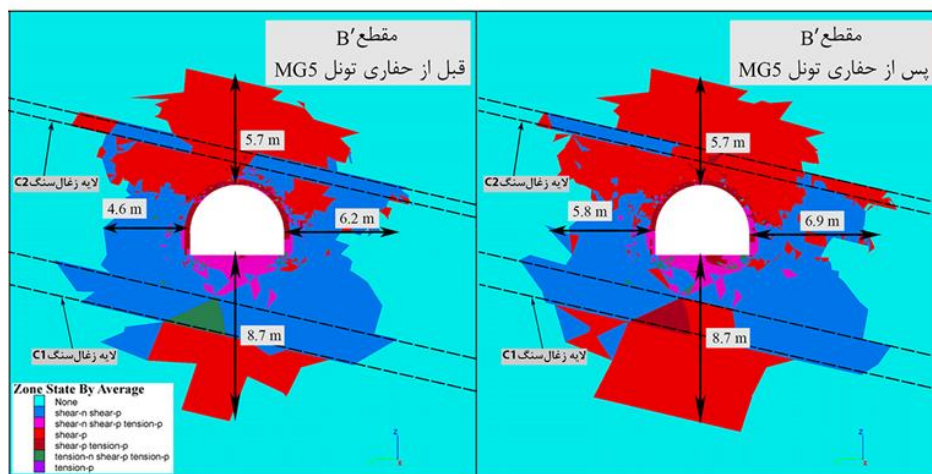 مقطع B′
قبل از حفاری تونل MG5
5.7 m
لایه زغال‌سنگ C2
4.6 m
6.2 m
8.7 m
لایه زغال‌سنگ C1
Zone State By Average
None
shear-n shear-p
shear-n shear-p tension-p
shear-p
shear-p tension-p
tension-n shear-p tension-p
tension-p
z
x
مقطع B′
پس از حفاری تونل MG5
5.7 m
لایه زغال‌سنگ C2
5.8 m
6.9 m
8.7 m
لایه زغال‌سنگ C1
z
x